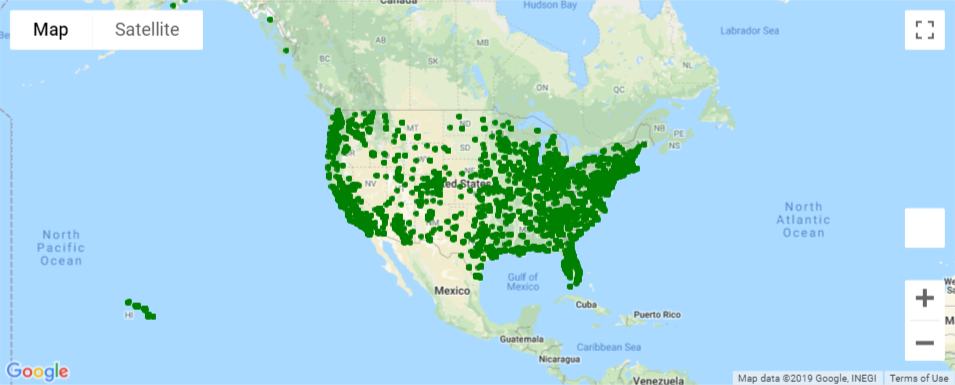 Canada
Hudson Bay
Map
Satellite
Labrador Sea
AB
MB
BC
SK
NL
ON
QC
NB
PE
NS
MT
ND
SD
NV
North
Pacific
Ocean
North
Atlantic
Ocean
Gulf of
Mexico
Mexico
Cuba
Puerto Rico
HI
Guatemala
Caribbean Sea
Nicaragua
Venezuela
Google
Map data ©2019 Google, INEGI
Terms of Use